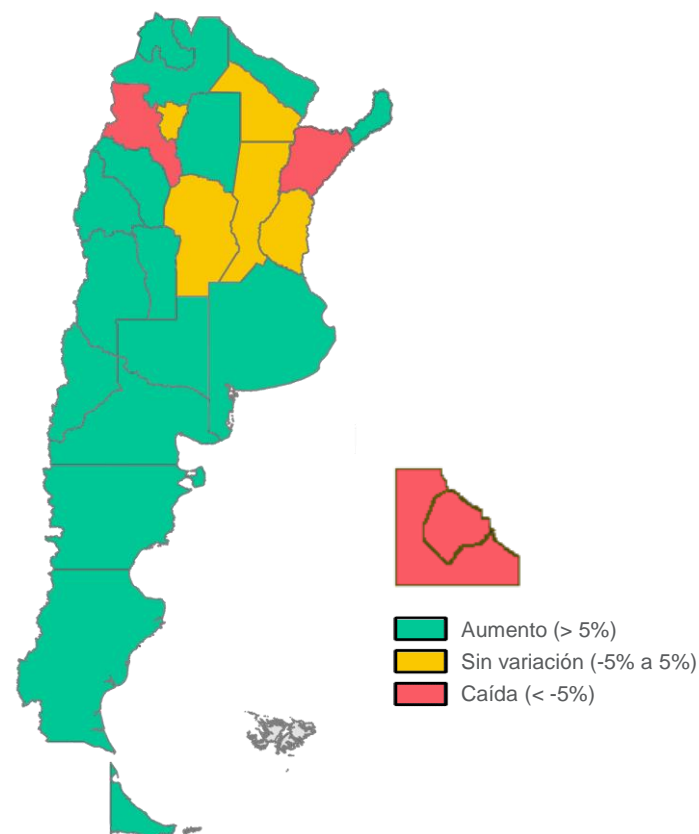 Aumento (> 5%)
Sin variación (-5% a 5%)
Caída (< -5%)